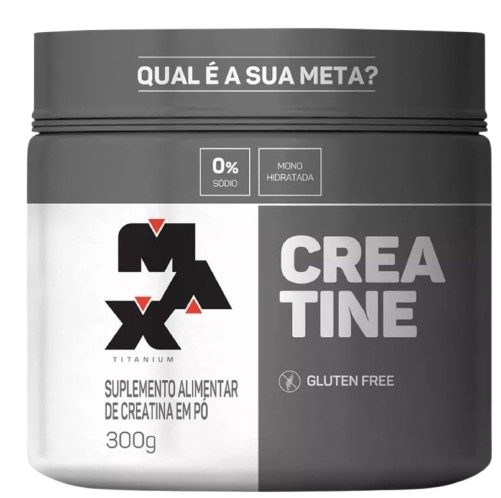 QUAL É A SUA META?
0%
SÓDIO
MONO
HIDRATADA
MAX
TITANIUM
SUPLEMENTO ALIMENTAR
DE CREATINA EM PÓ
300g
CREA
TINE
GLUTEN FREE